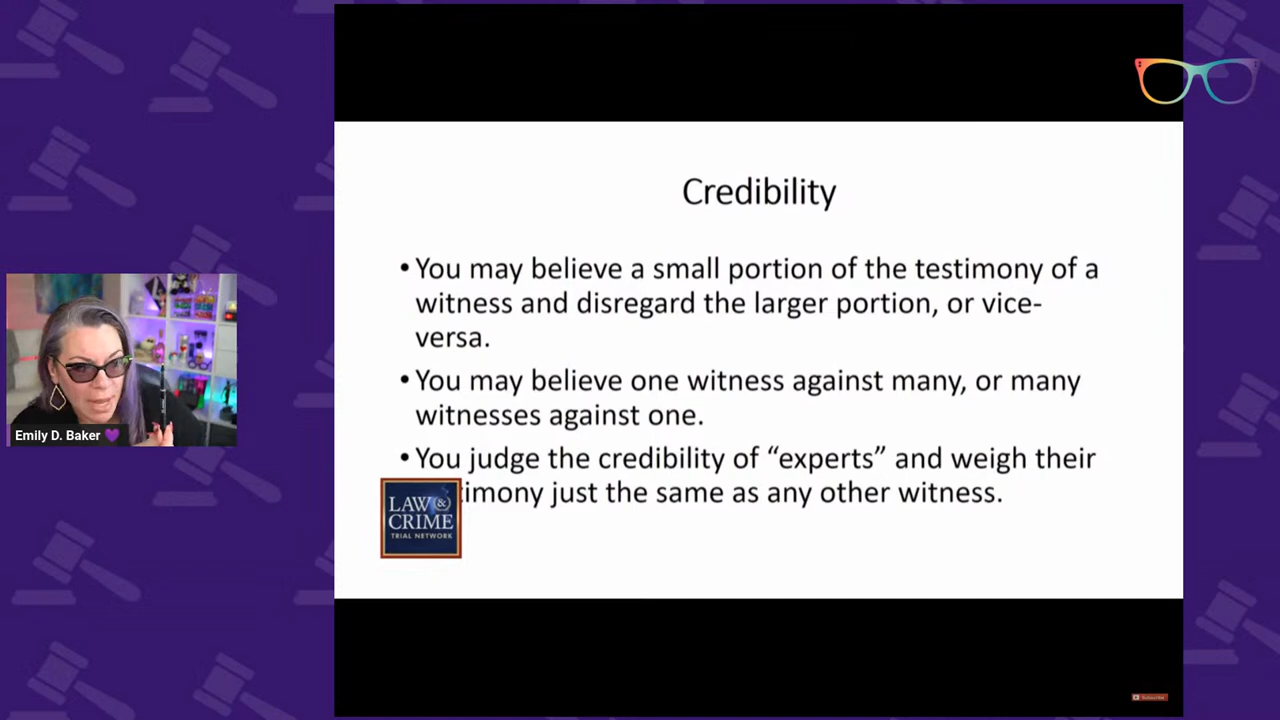 Credibility
• You may believe a small portion of the testimony of a
witness and disregard the larger portion, or vice-
versa.
• You may believe one witness against many, or many
witnesses against one.
• You judge the credibility of “experts” and weigh their
timony just the same as any other witness.
LAW &
CRIME
TRIAL NETWORK
Emily D. Baker 💜
Subscribe